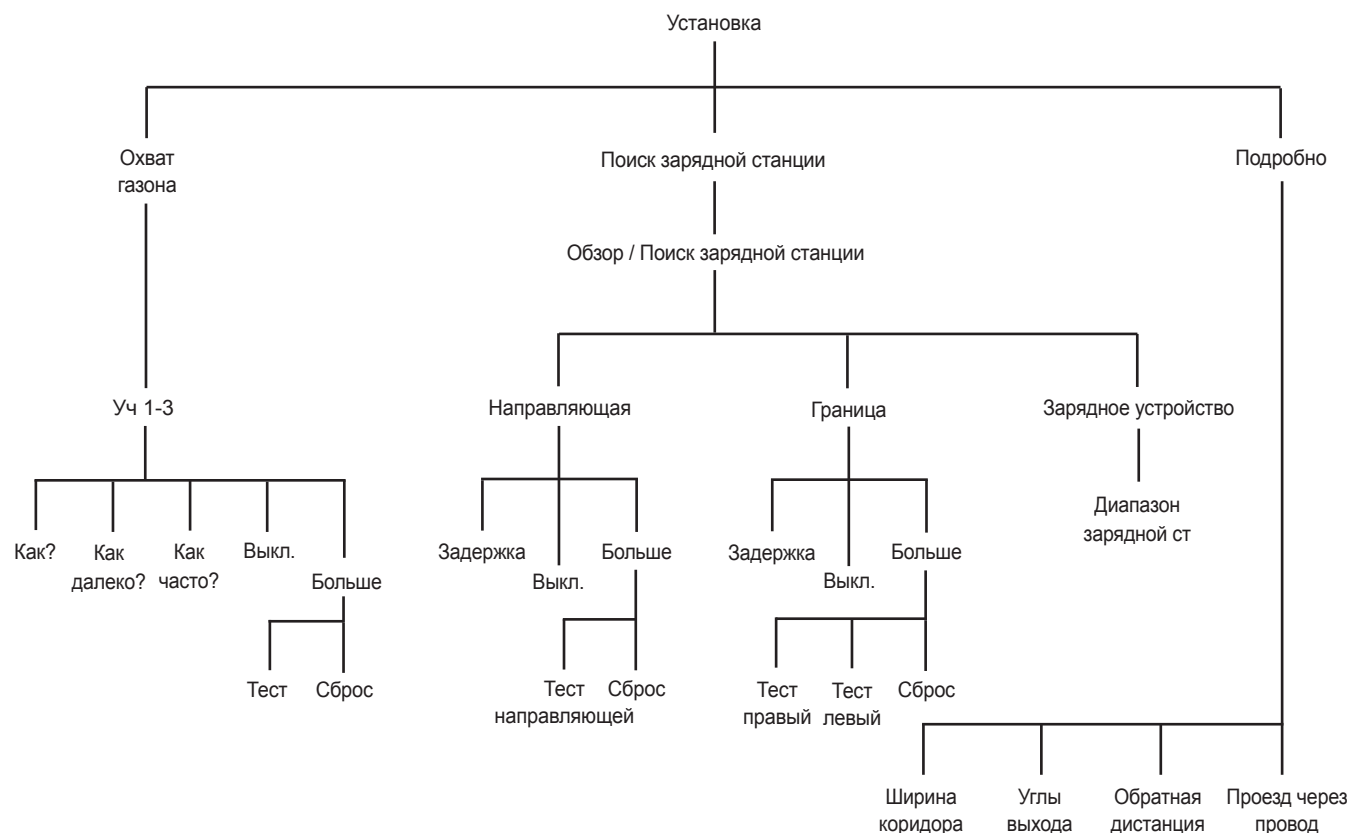 Установка
Охват
газона
Поиск зарядной станции
Подробно
Обзор / Поиск зарядной станции
Уч 1-3
Направляющая
Граница
Зарядное устройство
Как?
Как
далеко?
Как
часто?
Выкл.
Больше
Задержка
Выкл.
Больше
Задержка
Выкл.
Больше
Диапазон
зарядной ст
Тест
Сброс
Тест
направляющей
Сброс
Тест
правый
Тест
левый
Сброс
Ширина
коридора
Углы
выхода
Обратная
дистанция
Проезд через
провод